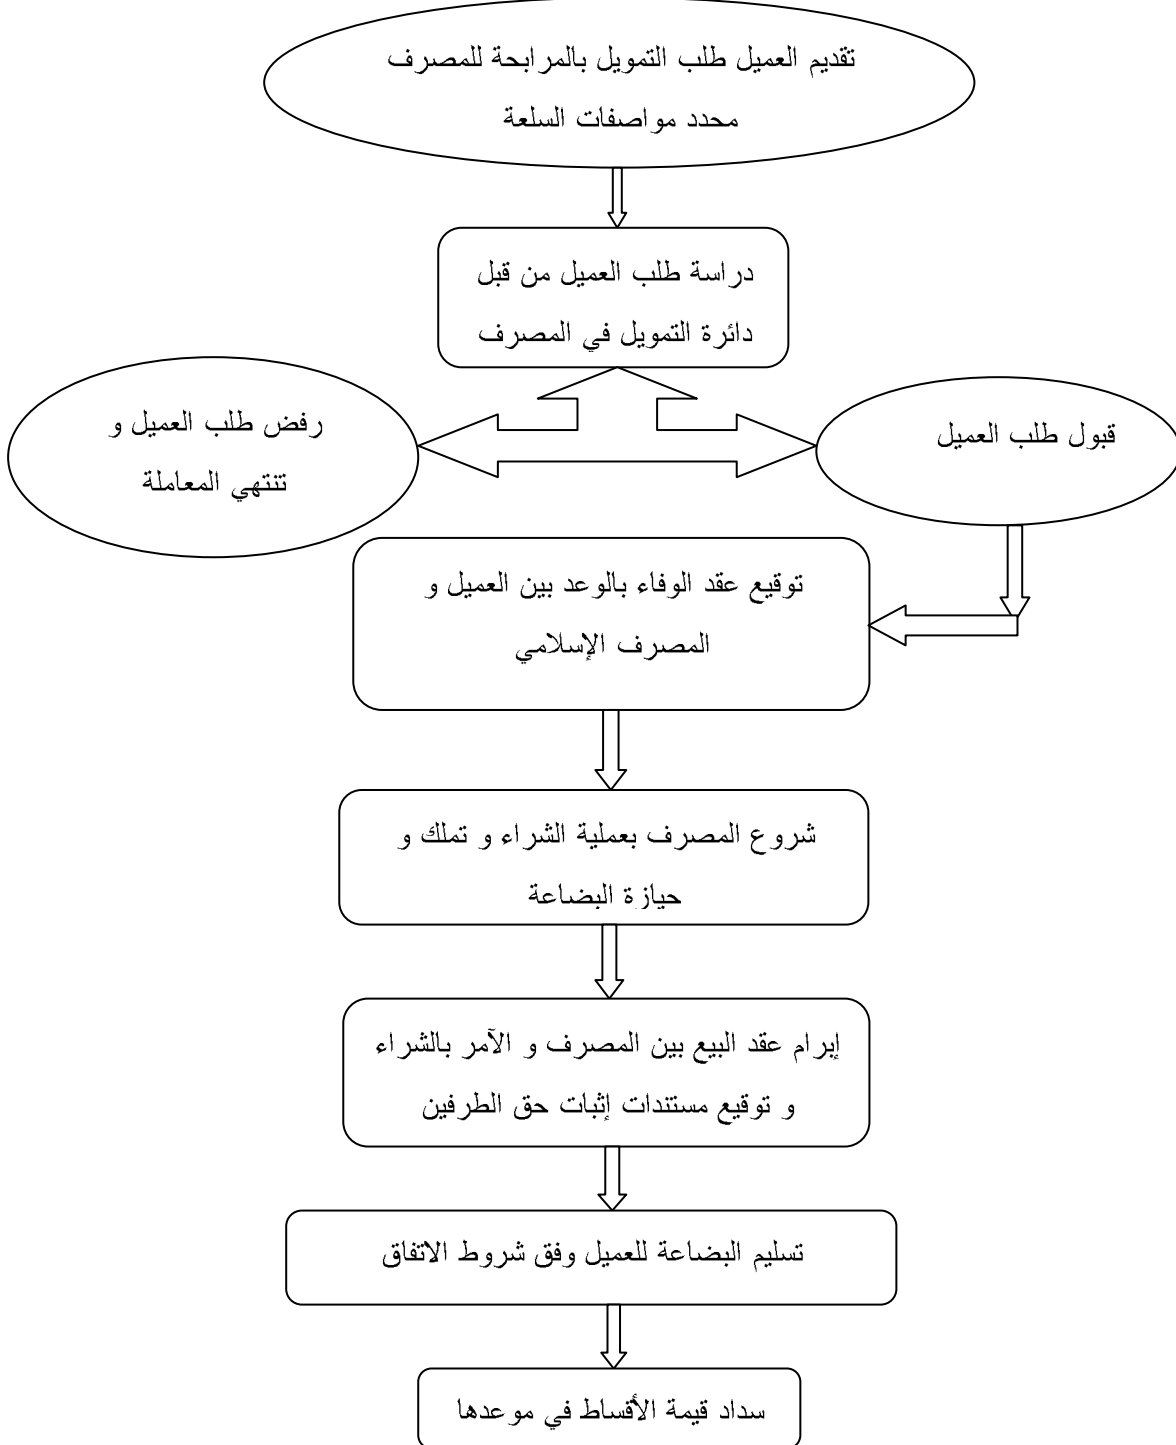 تقديم العميل طلب التمويل بالمرابحة للمصرف
محدد مواصفات السلعة
دراسة طلب العميل من قبل
دائرة التمويل في المصرف
قبول طلب العميل
رفض طلب العميل و
تنتهي المعاملة
توقيع عقد الوفاء بالوعد بين العميل و
المصرف الإسلامي
شروع المصرف بعملية الشراء و تملك و
حيازة البضاعة
إبرام عقد البيع بين المصرف و الآمر بالشراء
و توقيع مستندات إثبات حق الطرفين
تسليم البضاعة للعميل وفق شروط الاتفاق
سداد قيمة الأقساط في موعدها